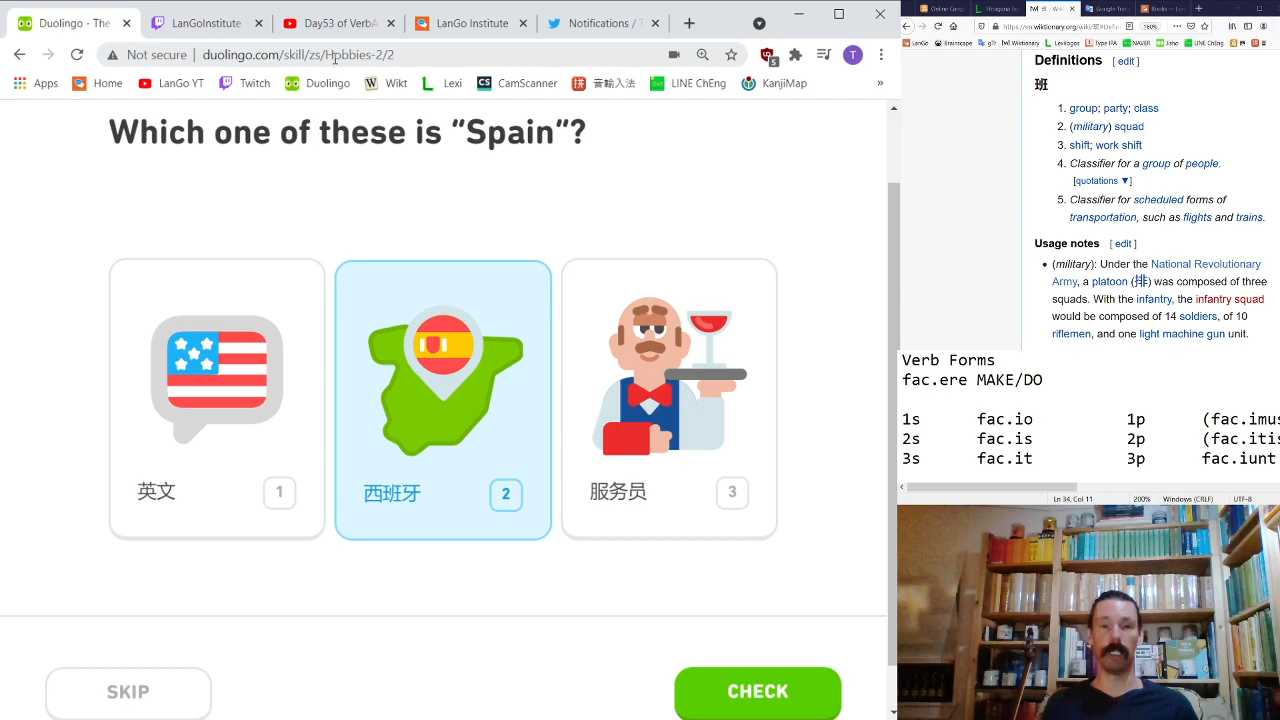 Duolingo - The
LanGoInstitute
Day53 O
LanGo Institute
Notifications / T
Not secure | duolingo.com/skill/zs/np-bbies-2/2
Apps
Home
LanGo YT
Twitch
Duolingo
Wikt
Lexi
CamScanner
音輸入法
LINE ChEng
KanjiMap
Which one of these is "Spain"?
英文 1
西班牙 2
服务员 3
SKIP
CHECK
Definitions [ edit ]
班
1. group; party; class
2. (military) squad
3. shift; work shift
4. Classifier for a group of people.
[quotations ▼]
5. Classifier for scheduled forms of
transportation, such as flights and trains.
Usage notes [ edit ]
• (military): Under the National Revolutionary
Army, a platoon (排) was composed of three
squads. With the infantry, the infantry squad
would be composed of 14 soldiers, of 10
riflemen, and one light machine gun unit.
Verb Forms
fac.ere MAKE/DO
1s fac.io 1p (fac.imus
2s fac.is 2p (fac.itis
3s fac.it 3p fac.iunt
Ln 34, Col 11 200% Windows (CRLF) UTF-8